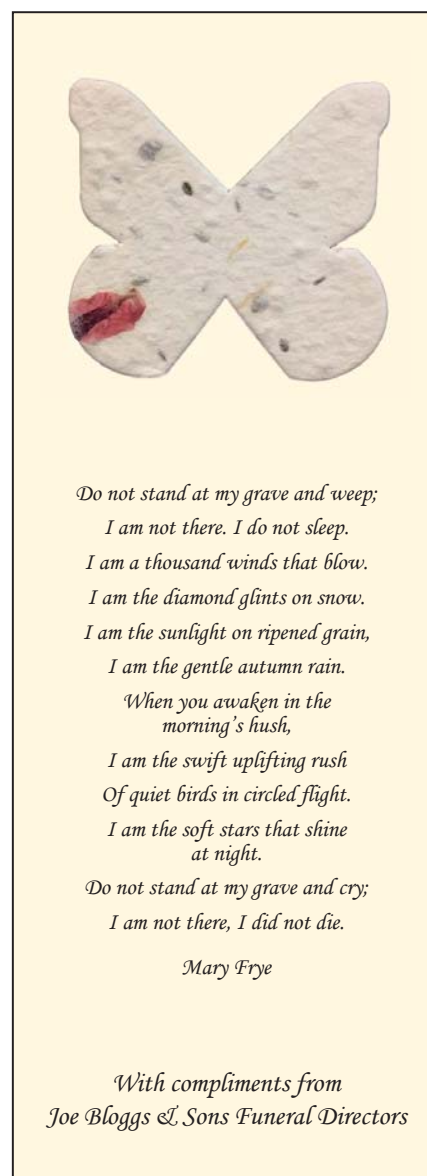 Do not stand at my grave and weep;
I am not there. I do not sleep.
I am a thousand winds that blow.
I am the diamond glints on snow.
I am the sunlight on ripened grain,
I am the gentle autumn rain.
When you awaken in the
morning’s hush,
I am the swift uplifting rush
Of quiet birds in circled flight.
I am the soft stars that shine
at night.
Do not stand at my grave and cry;
I am not there, I did not die.
Mary Frye
With compliments from
Joe Bloggs & Sons Funeral Directors